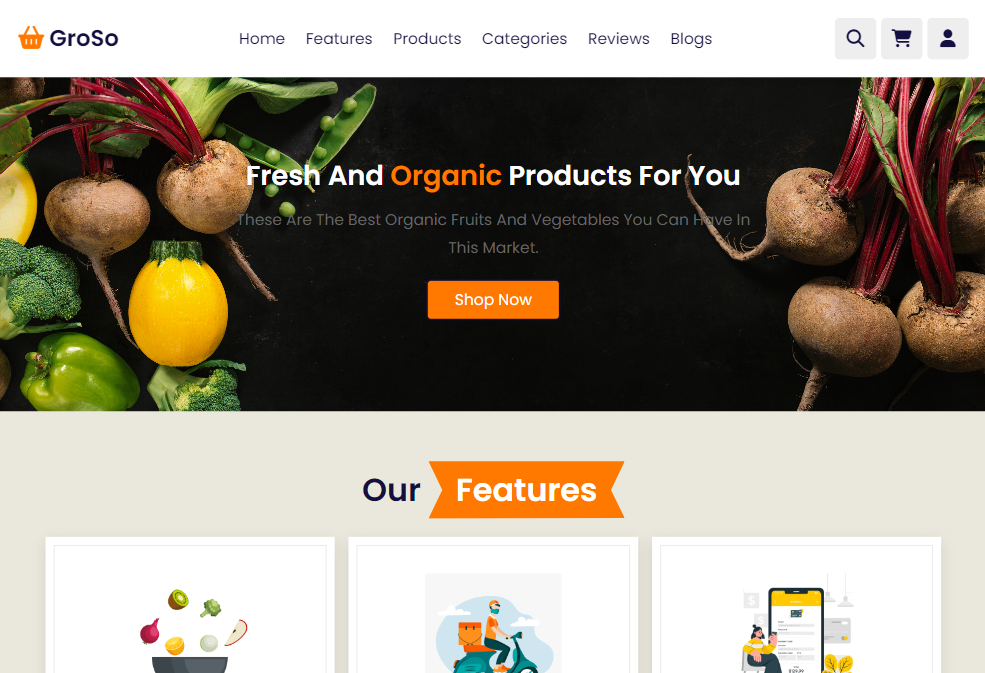 GroSo
Home Features Products Categories Reviews Blogs
Fresh And Organic Products For You
These Are The Best Organic Fruits And Vegetables You Can Have In
This Market.
Shop Now
Our Features